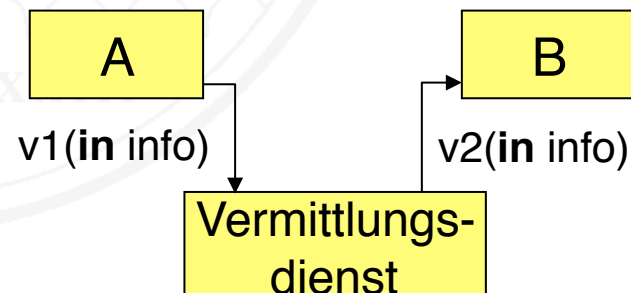 A
B
v1(in info)
v2(in info)
Vermittlungs-
dienst